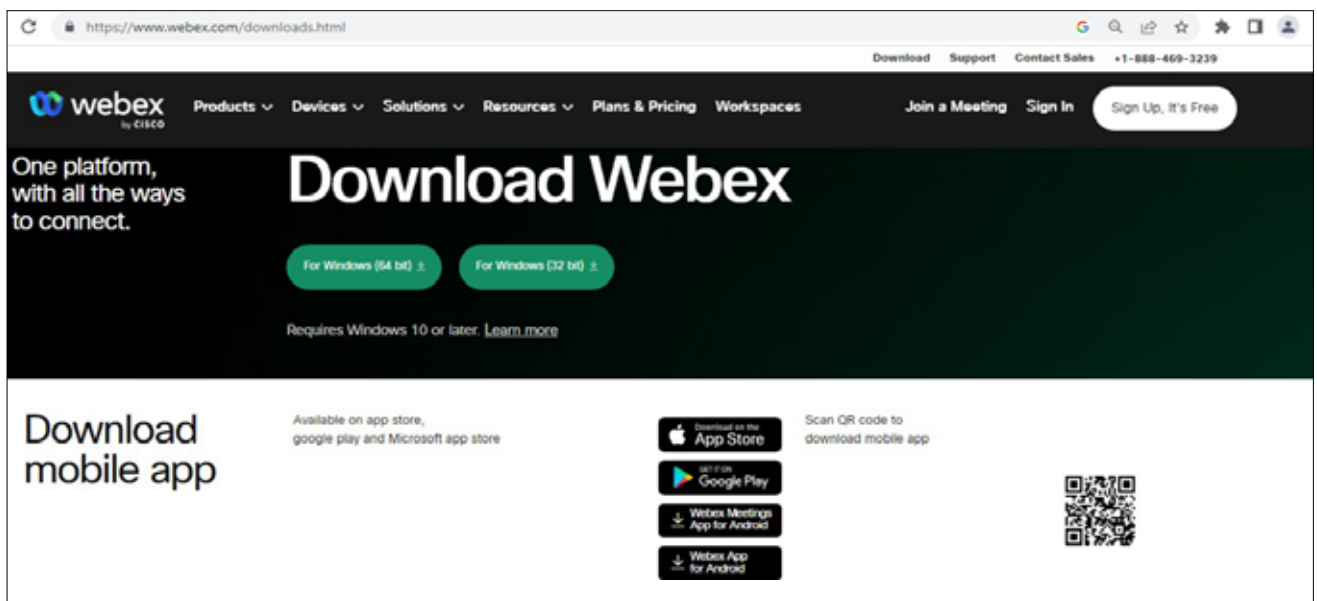 https://www.webex.com/downloads.html
Download Support Contact Sales +1-888-469-3239
webex
by CISCO
Products Devices Solutions Resources Plans & Pricing Workspaces Join a Meeting Sign In Sign Up, It's Free
One platform,
with all the ways
to connect.
Download Webex
For Windows (64 bit) For Windows (32 bit)
Requires Windows 10 or later. Learn more
Download
mobile app
Available on app store,
google play and Microsoft app store
Download on the
App Store
GET IT ON
Google Play
Webex Meetings
App for Android
Webex App
for Android
Scan QR code to
download mobile app